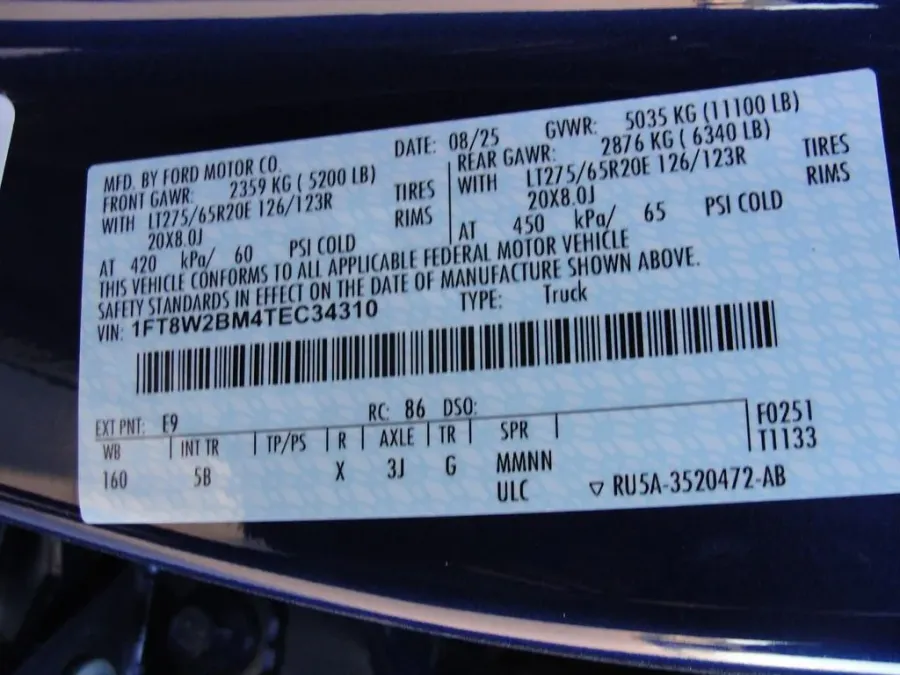 MFD. BY FORD MOTOR CO.
DATE: 08/25 GVWR: 5035 KG (11100 LB)
FRONT GAWR: 2359 KG ( 5200 LB)
WITH LT275/65R20E 126/123R TIRES
20X8.0J RIMS
AT 420 kPa/ 60 PSI COLD
REAR GAWR: 2876 KG ( 6340 LB)
WITH LT275/65R20E 126/123R TIRES
20X8.0J RIMS
AT 450 kPa/ 65 PSI COLD
THIS VEHICLE CONFORMS TO ALL APPLICABLE FEDERAL MOTOR VEHICLE
SAFETY STANDARDS IN EFFECT ON THE DATE OF MANUFACTURE SHOWN ABOVE.
VIN: 1FT8W2BM4TEC34310 TYPE: Truck
EXT PNT: E9 RC: 86 DSO:
WB INT TR TP/PS R AXLE TR SPR
160 5B X 3J G MMNN
ULC
F0251
T1133
RU5A-3520472-AB